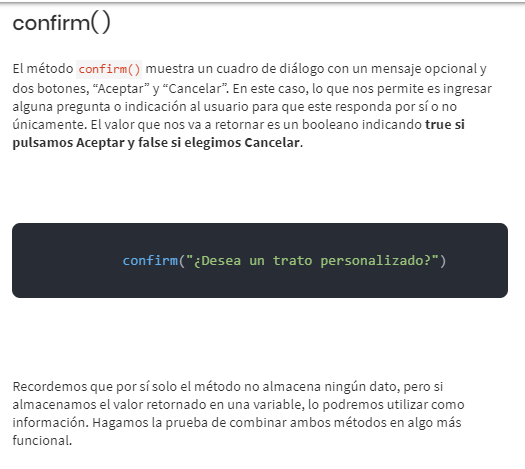 confirm()
El método confirm() muestra un cuadro de diálogo con un mensaje opcional y
dos botones, “Aceptar” y “Cancelar”. En este caso, lo que nos permite es ingresar
alguna pregunta o indicación al usuario para que este responda por sí o no
únicamente. El valor que nos va a retornar es un booleano indicando true si
pulsamos Aceptar y false si elegimos Cancelar.
confirm("¿Desea un trato personalizado?")
Recordemos que por sí solo el método no almacena ningún dato, pero si
almacenamos el valor retornado en una variable, lo podremos utilizar como
información. Hagamos la prueba de combinar ambos métodos en algo más
funcional.